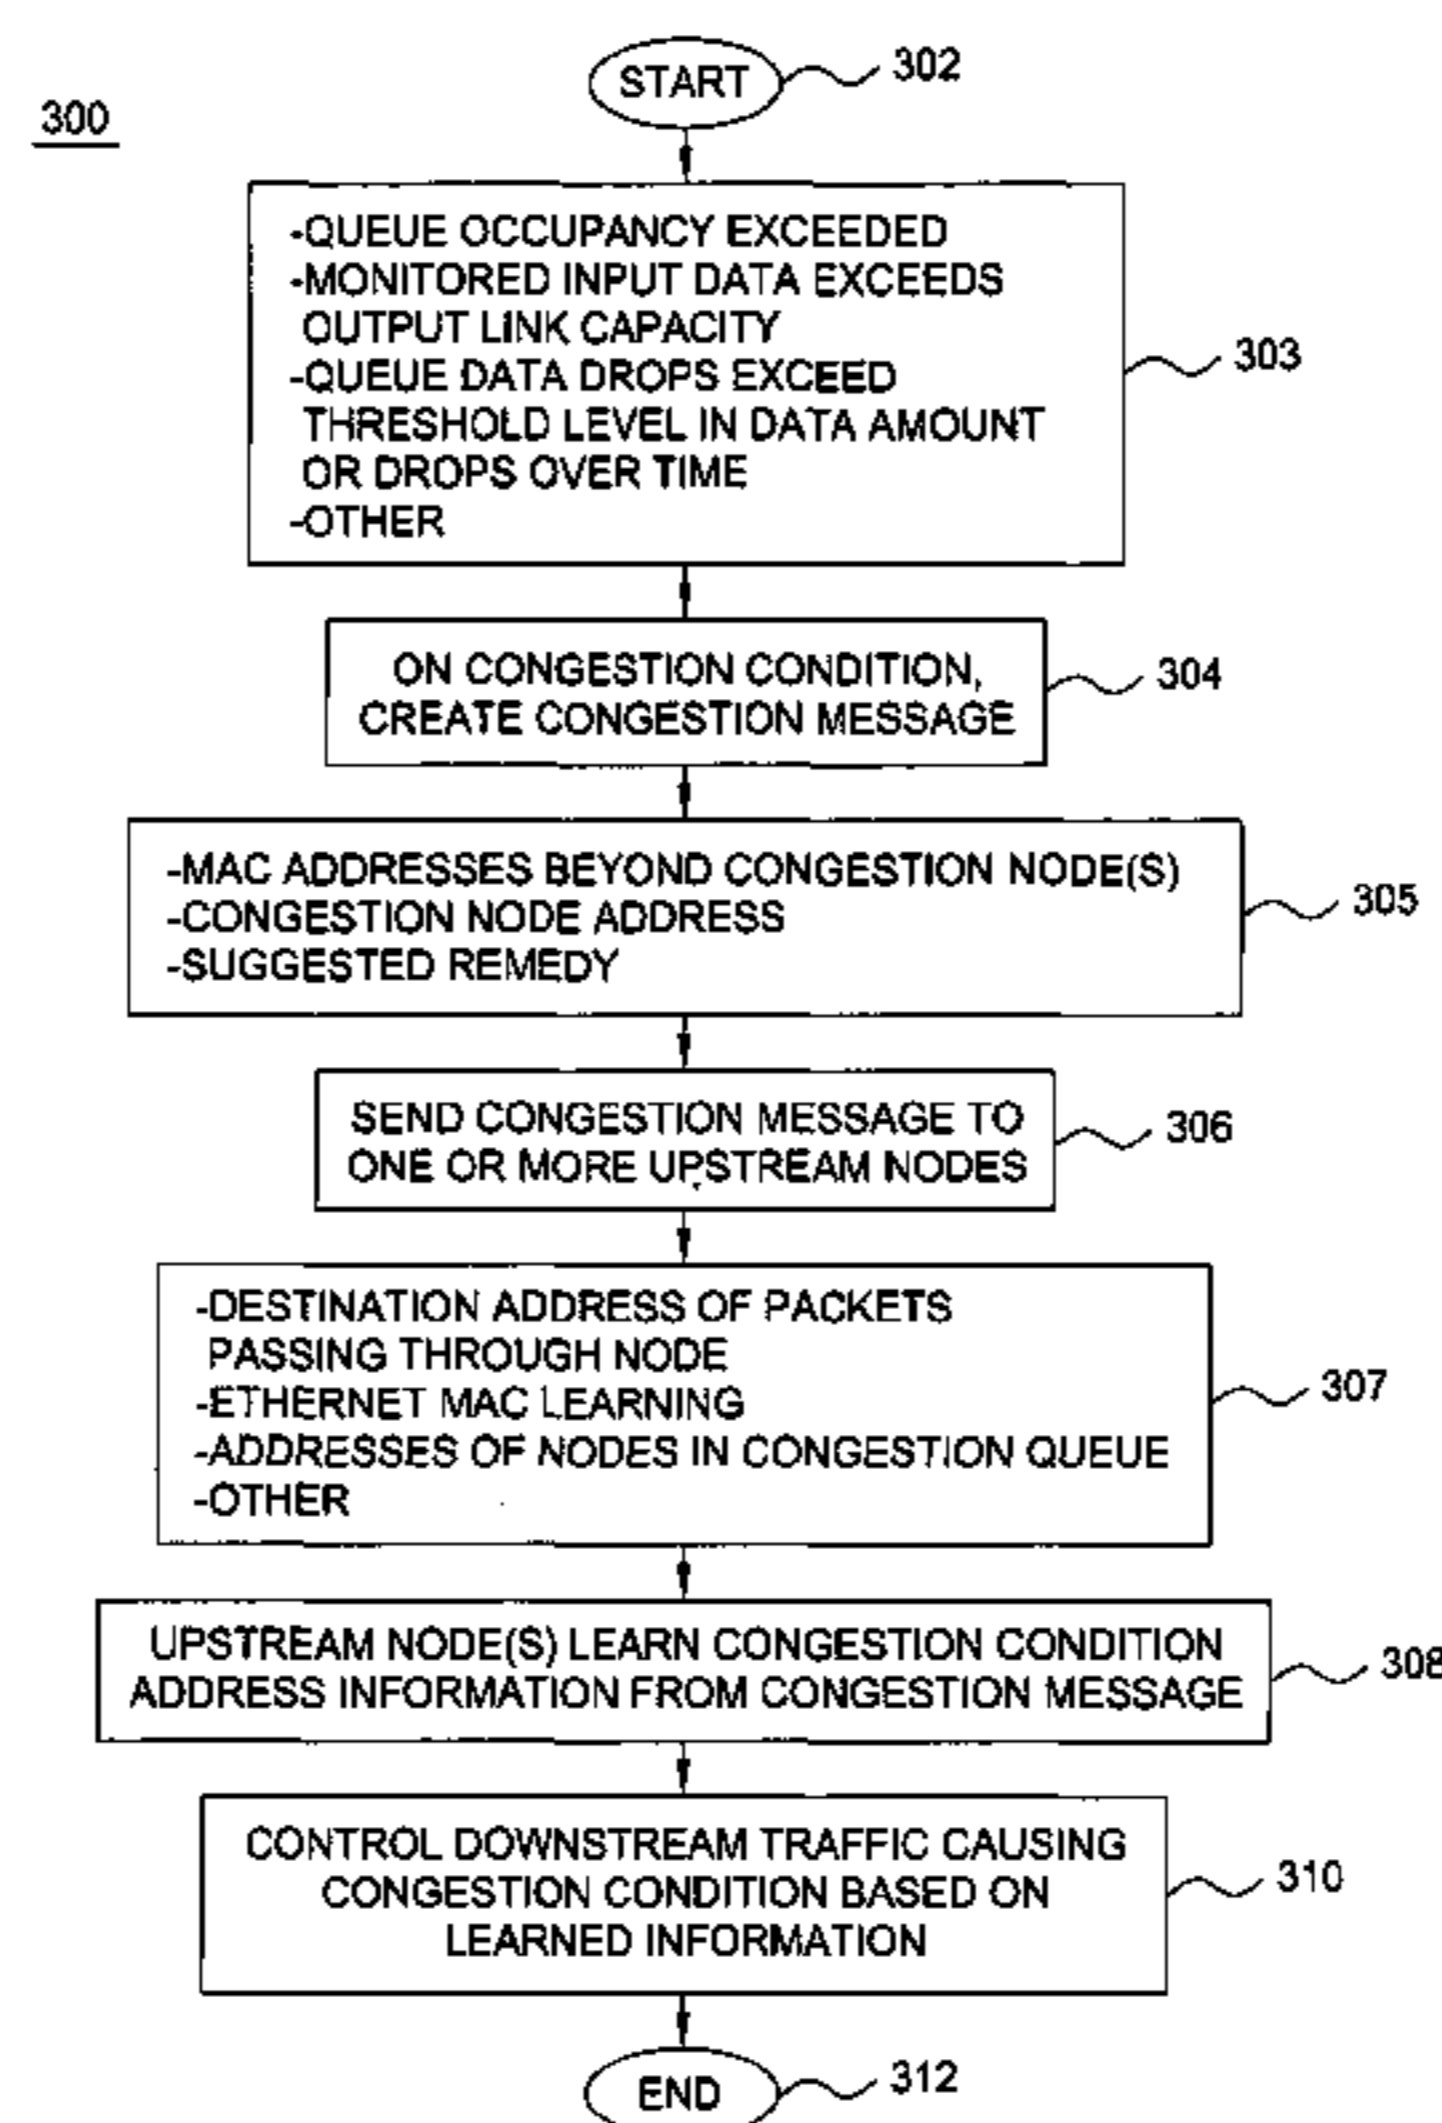 START
302
300
-QUEUE OCCUPANCY EXCEEDED
-MONITORED INPUT DATA EXCEEDS
OUTPUT LINK CAPACITY
-QUEUE DATA DROPS EXCEED
THRESHOLD LEVEL IN DATA AMOUNT
OR DROPS OVER TIME
-OTHER
303
ON CONGESTION CONDITION,
CREATE CONGESTION MESSAGE
304
-MAC ADDRESSES BEYOND CONGESTION NODE(S)
-CONGESTION NODE ADDRESS
-SUGGESTED REMEDY
305
SEND CONGESTION MESSAGE TO
ONE OR MORE UPSTREAM NODES
306
-DESTINATION ADDRESS OF PACKETS
PASSING THROUGH NODE
-ETHERNET MAC LEARNING
-ADDRESSES OF NODES IN CONGESTION QUEUE
-OTHER
307
UPSTREAM NODE(S) LEARN CONGESTION CONDITION
ADDRESS INFORMATION FROM CONGESTION MESSAGE
308
CONTROL DOWNSTREAM TRAFFIC CAUSING
CONGESTION CONDITION BASED ON
LEARNED INFORMATION
310
END
312